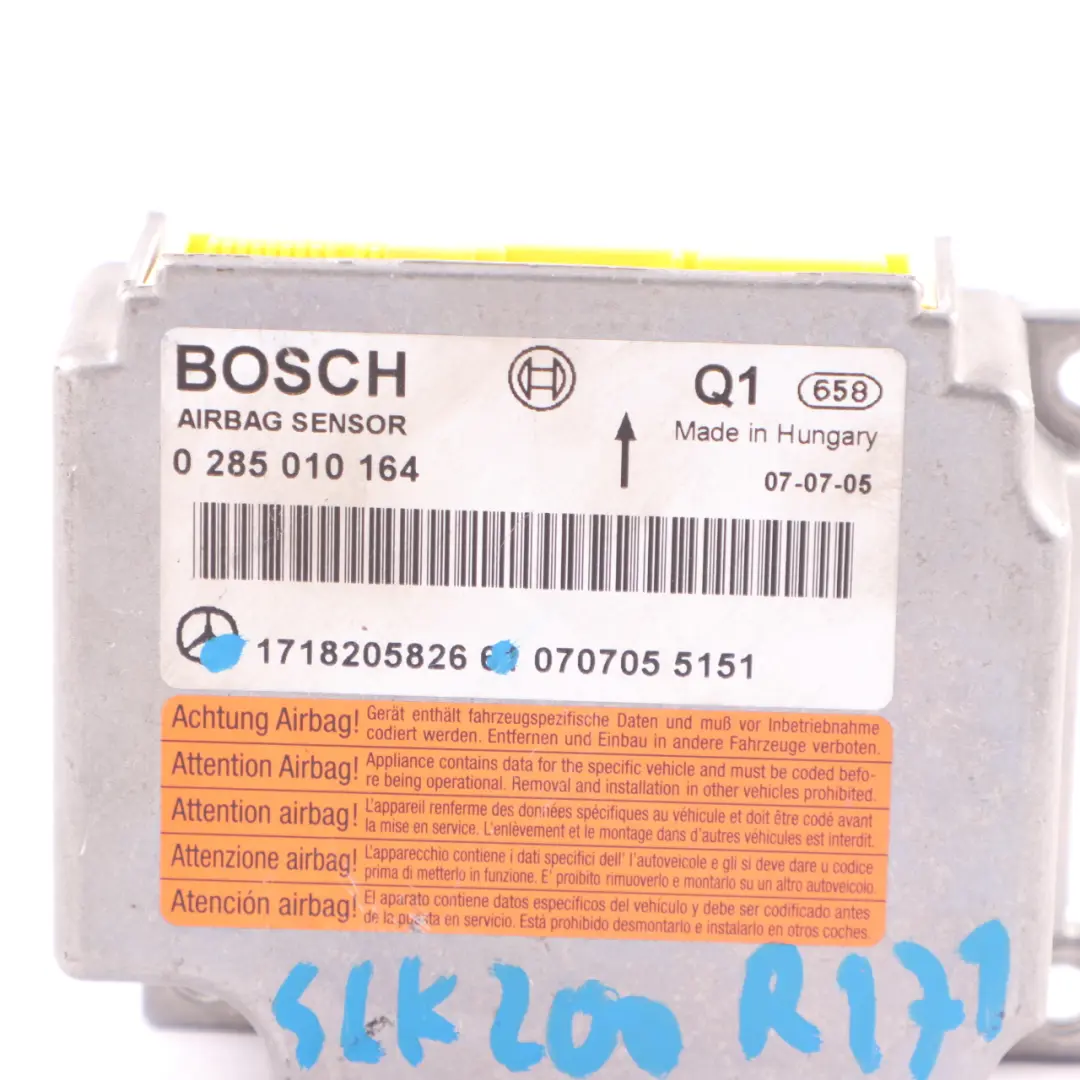 BOSCH
AIRBAG SENSOR
0 285 010 164
Q1 658
Made in Hungary
07-07-05
1718205826 070705 5151
Achtung Airbag! Gerät enthält fahrzeugspezifische Daten und muß vor Inbetriebnahme
codiert werden. Entfernen und Einbau in andere Fahrzeuge verboten.
Attention Airbag! Appliance contains data for the specific vehicle and must be coded befo-
re being operational. Removal and installation in other vehicles prohibited.
Attention airbag! L'appareil renferme des données spécifiques au véhicule et doit être codé avant
la mise en service. L'enlèvement et le montage dans d'autres véhicules est interdit.
Attenzione airbag! L'apparecchio contiene i dati specifici dell' l'autoveicole e gli si deve dare u codice
prima di metterlo in funzione. E' proibito rimuoverlo e montarlo su un altro autoveicolo
Atención airbag! El aparato contiene datos específicos del vehículo y debe ser codificado antes
de la puesta en servicio. Está prohibido desmontarlo e instalarlo en otros coches.
SLK200 R171